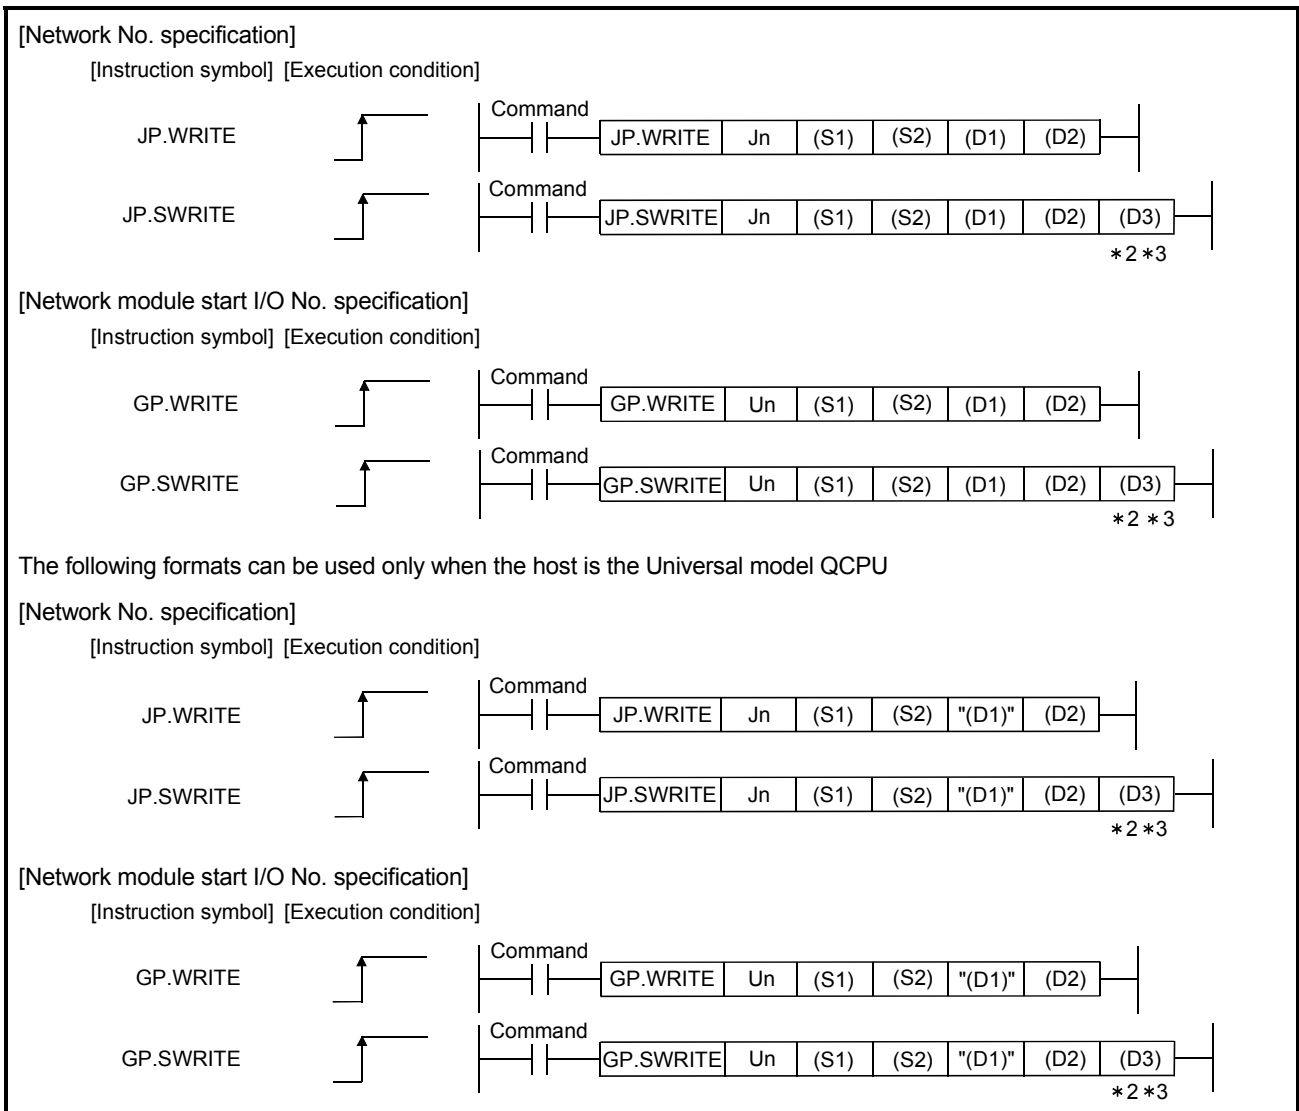 [Network No. specification]
[Instruction symbol] [Execution condition]
Command
JP.WRITE JP.WRITE Jn (S1) (S2) (D1) (D2)
Command
JP.SWRITE JP.SWRITE Jn (S1) (S2) (D1) (D2) (D3)
*2 *3
[Network module start I/O No. specification]
[Instruction symbol] [Execution condition]
Command
GP.WRITE GP.WRITE Un (S1) (S2) (D1) (D2)
Command
GP.SWRITE GP.SWRITE Un (S1) (S2) (D1) (D2) (D3)
*2 *3
The following formats can be used only when the host is the Universal model QCPU
[Network No. specification]
[Instruction symbol] [Execution condition]
Command
JP.WRITE JP.WRITE Jn (S1) (S2) "(D1)" (D2)
Command
JP.SWRITE JP.SWRITE Jn (S1) (S2) "(D1)" (D2) (D3)
*2 *3
[Network module start I/O No. specification]
[Instruction symbol] [Execution condition]
Command
GP.WRITE GP.WRITE Un (S1) (S2) "(D1)" (D2)
Command
GP.SWRITE GP.SWRITE Un (S1) (S2) "(D1)" (D2) (D3)
*2 *3